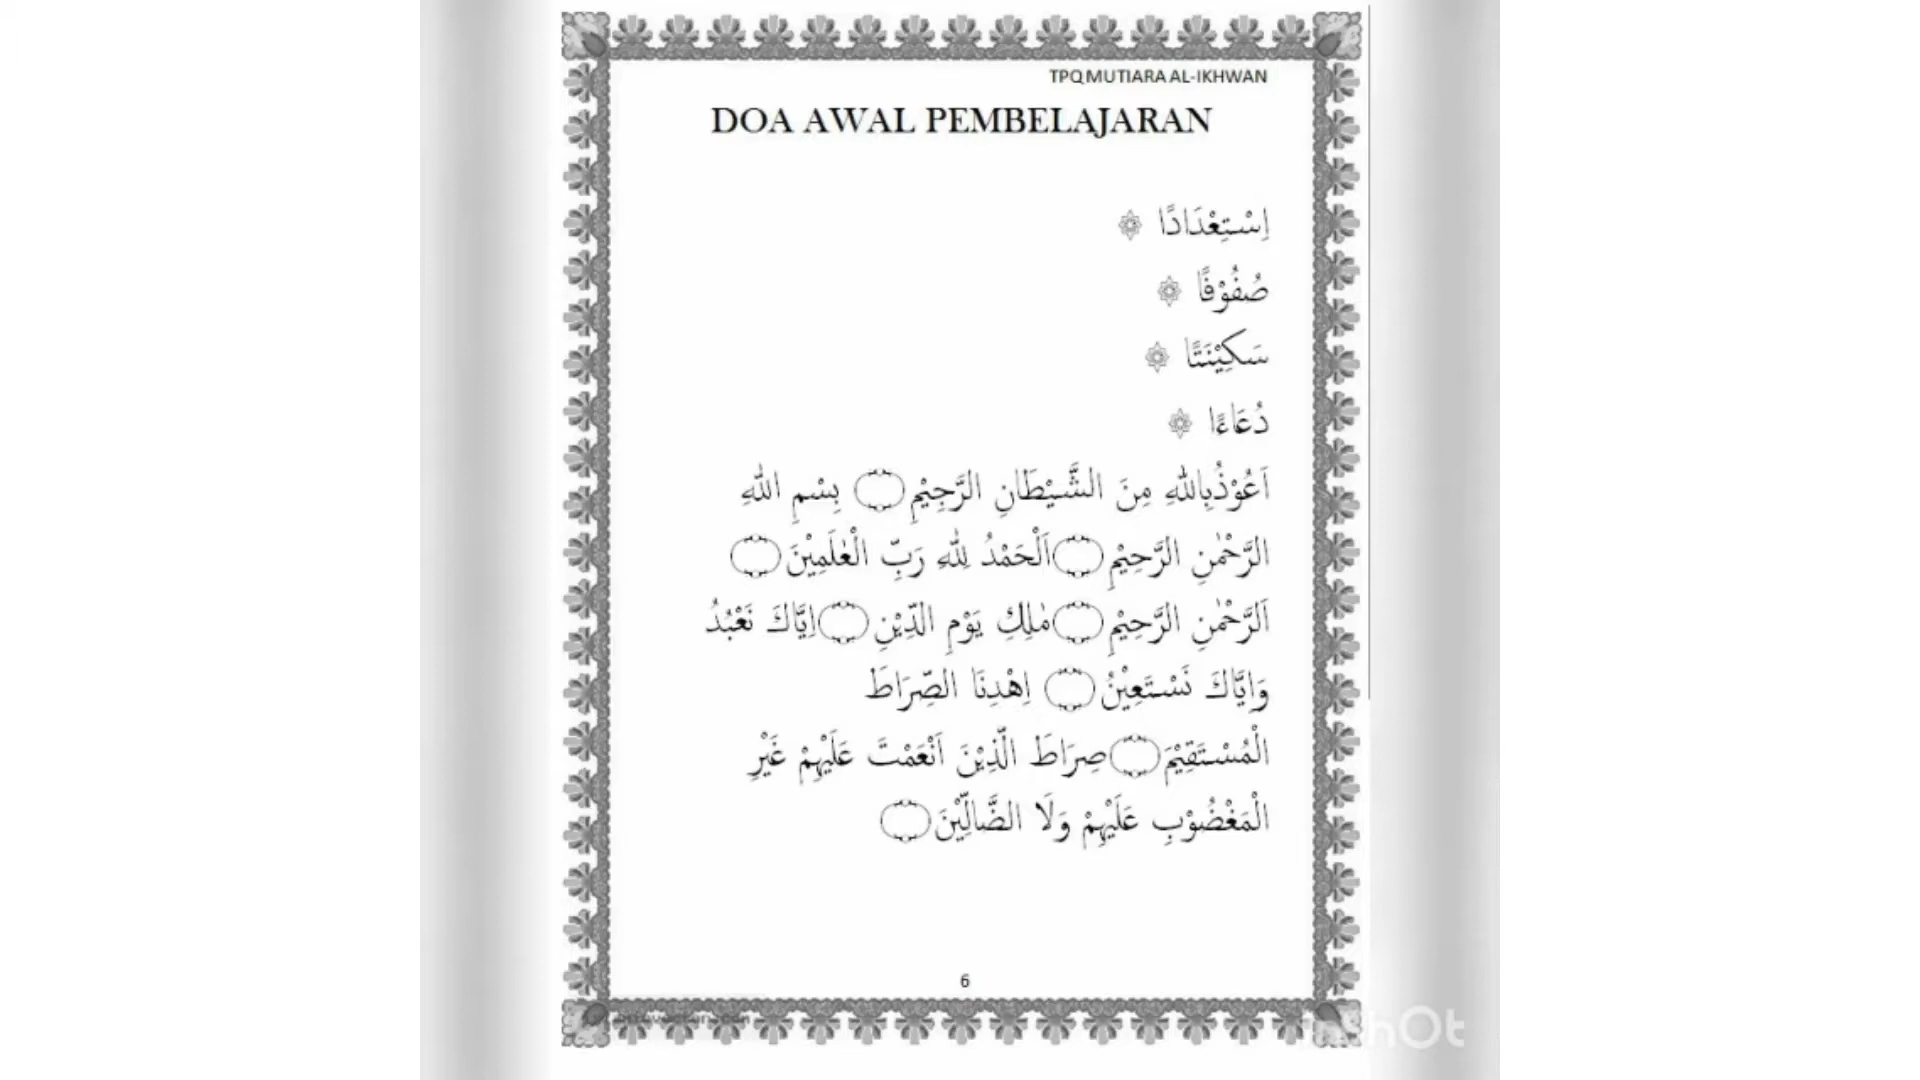 TPQ MUTIARA AL-IKHWAN
DOA AWAL PEMBELAJARAN
اِسْتِعْدَادًا ۞
صُفُوْفًا ۞
سَكِيْنَتًا ۞
دُعَاءًا ۞
اَعُوْذُبِاللهِ مِنَ الشَّيْطَانِ الرَّجِيْمِ۝ بِسْمِ اللهِ
الرَّحْمٰنِ الرَّحِيْمِ۝اَلْحَمْدُ لِلّٰهِ رَبِّ الْعٰلَمِيْنَ۝
اَلرَّحْمٰنِ الرَّحِيْمِ۝مٰلِكِ يَوْمِ الدِّيْنِ۝اِيَّاكَ نَعْبُدُ
وَاِيَّاكَ نَسْتَعِيْنُ۝ اِهْدِنَا الصِّرَاطَ
الْمُسْتَقِيْمَ۝صِرَاطَ الَّذِيْنَ اَنْعَمْتَ عَلَيْهِمْ غَيْرِ
الْمَغْضُوْبِ عَلَيْهِمْ وَلَا الضَّالِّيْنَ۝
6